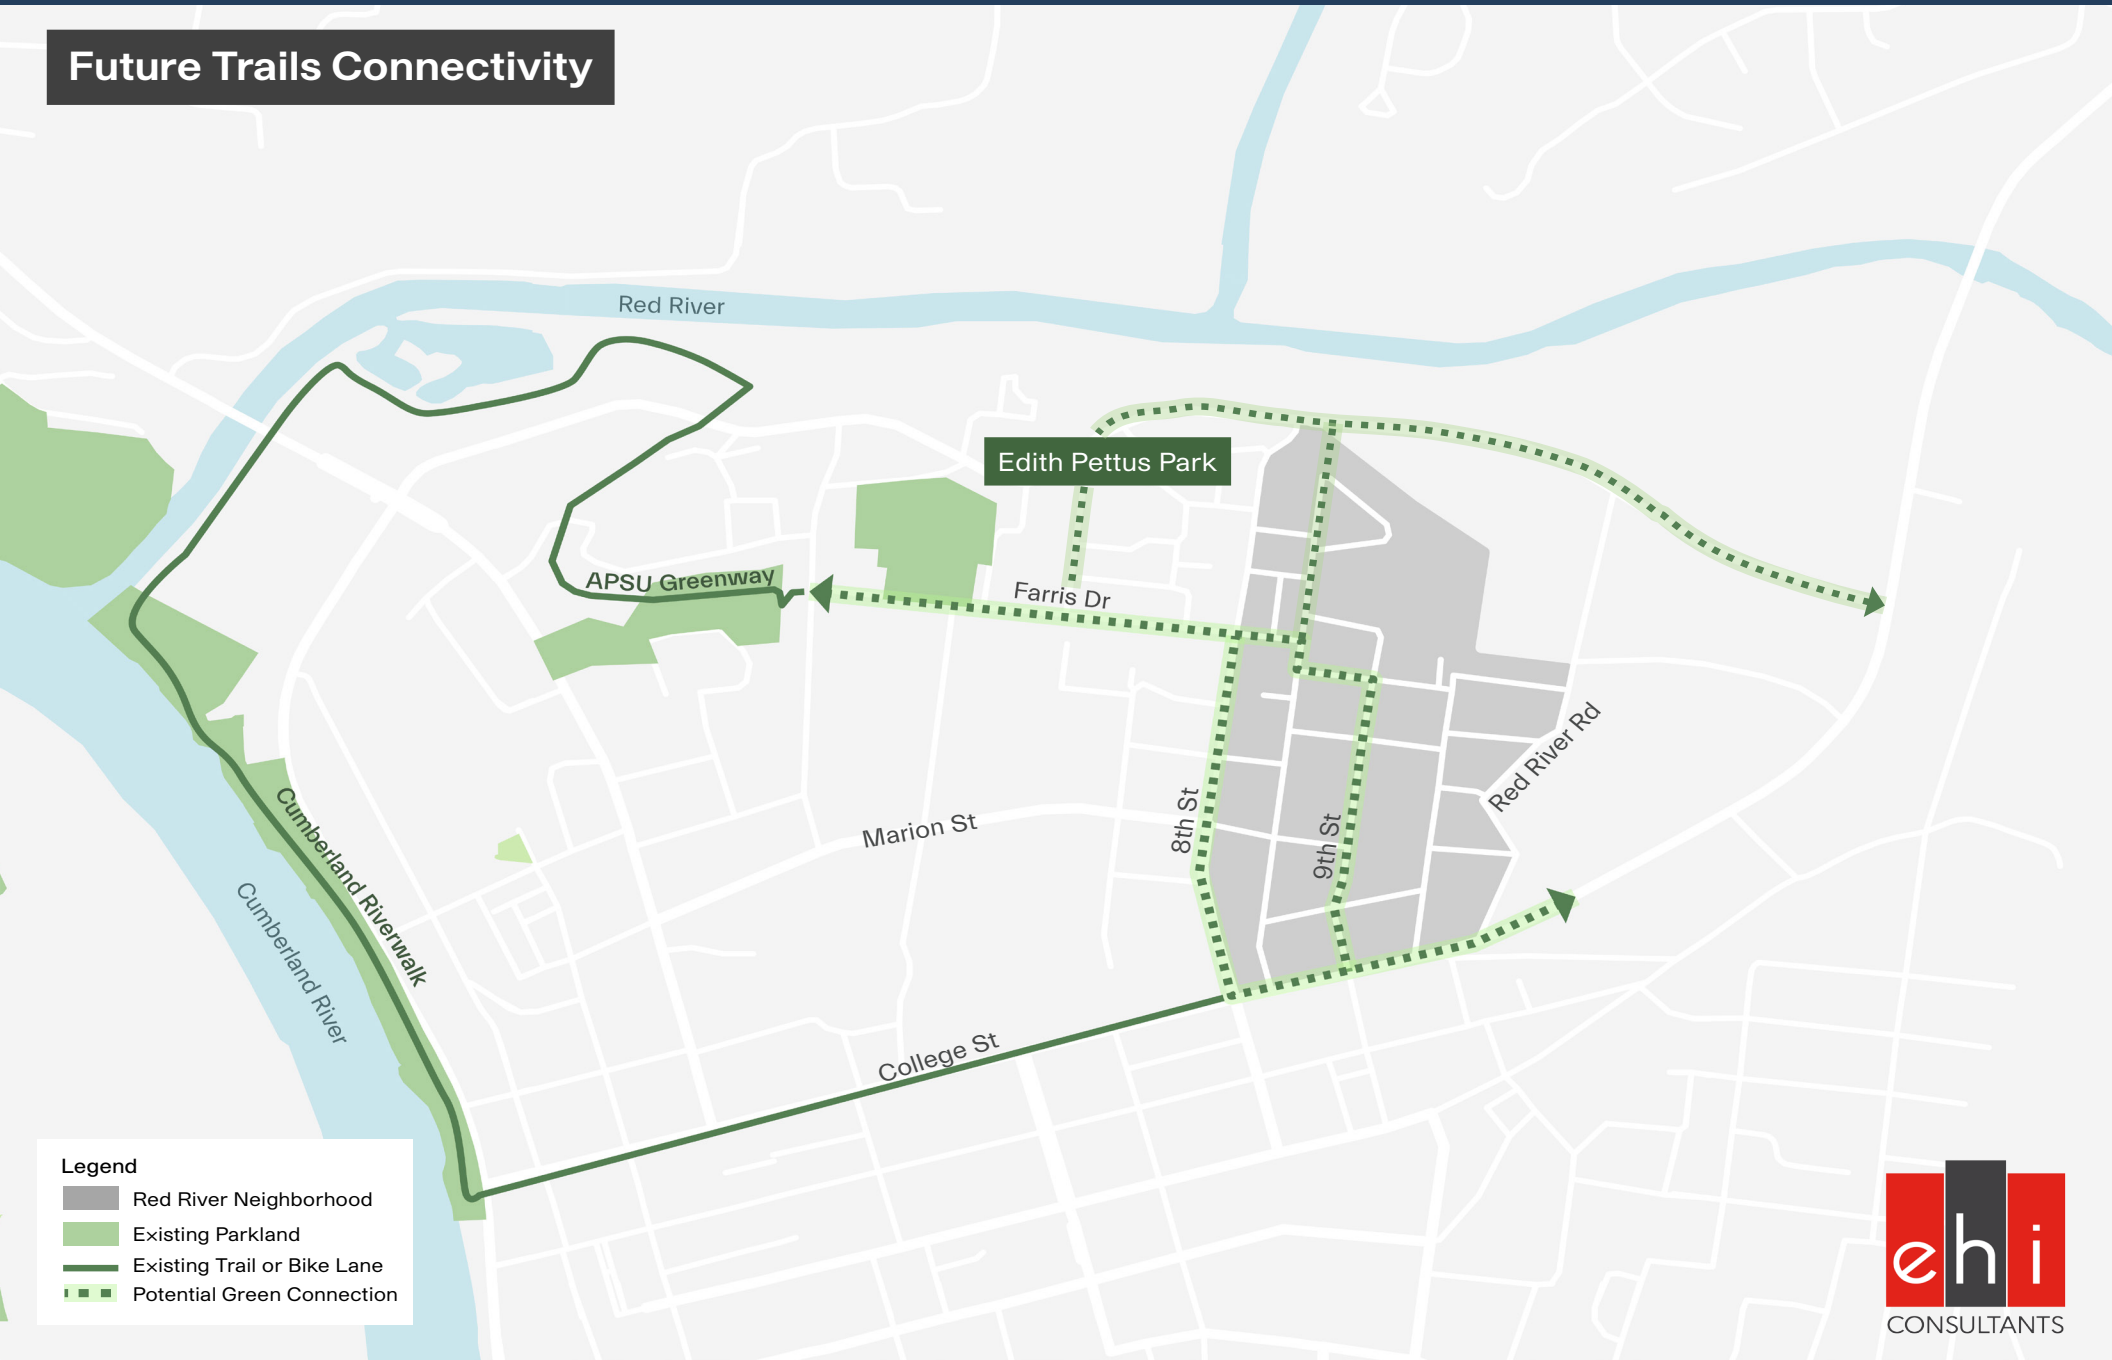 Future Trails Connectivity
Red River
Edith Pettus Park
APSU Greenway
Farris Dr
Red River Rd
8th St
9th St
Marion St
Cumberland Riverwalk
Cumberland River
College St
Legend
Red River Neighborhood
Existing Parkland
Existing Trail or Bike Lane
Potential Green Connection
ehi
CONSULTANTS